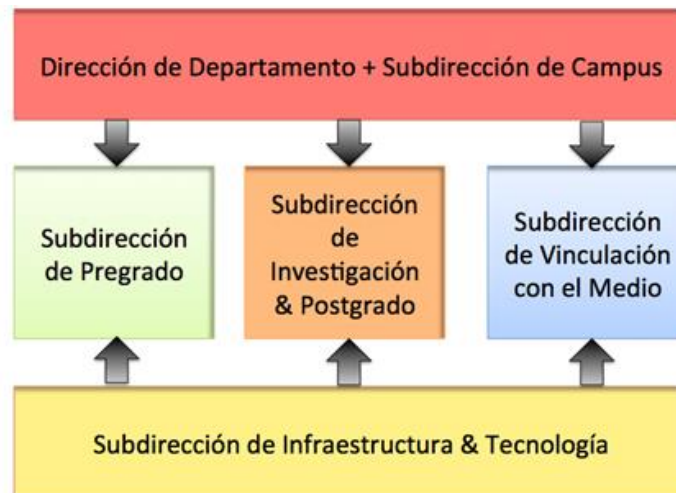 Dirección de Departamento + Subdirección de Campus
Subdirección
de Pregrado
Subdirección
de
Investigación
& Postgrado
Subdirección
de Vinculación
con el Medio
Subdirección de Infraestructura & Tecnología